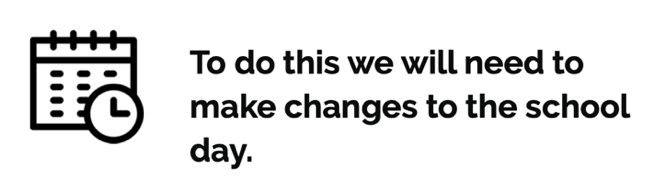 To do this we will need to
make changes to the school
day.